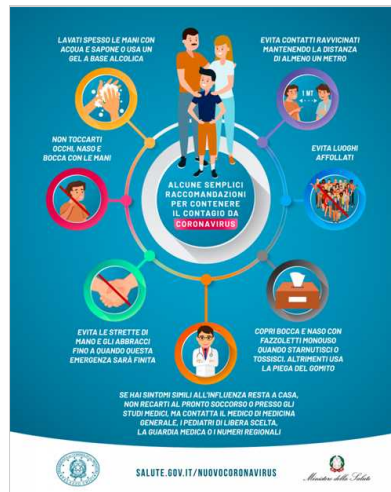 LAVATI SPESSO LE MANI CON
ACQUA E SAPONE O USA UN
GEL A BASE ALCOLICA
EVITA CONTATTI RAVVICINATI
MANTENENDO LA DISTANZA
DI ALMENO UN METRO
1 MT
NON TOCCARTI
OCCHI, NASO E
BOCCA CON LE MANI
EVITA LUOGHI
AFFOLLATI
ALCUNE SEMPLICI
RACCOMANDAZIONI
PER CONTENERE
IL CONTAGIO DA
CORONAVIRUS
EVITA LE STRETTE DI
MANO E GLI ABBRACCI
FINO A QUANDO QUESTA
EMERGENZA SARÀ FINITA
COPRI BOCCA E NASO CON
FAZZOLETTI MONOUSO
QUANDO STARNUTISCI O
TOSSISCI. ALTRIMENTI USA
LA PIEGA DEL GOMITO
SE HAI SINTOMI SIMILI ALL'INFLUENZA RESTA A CASA,
NON RECARTI AL PRONTO SOCCORSO O PRESSO GLI
STUDI MEDICI, MA CONTATTA IL MEDICO DI MEDICINA
GENERALE, I PEDIATRI DI LIBERA SCELTA,
LA GUARDIA MEDICA O I NUMERI REGIONALI
SALUTE.GOV.IT/NUOVOCORONAVIRUS
Ministero della Salute